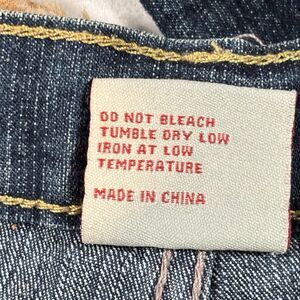 DO NOT BLEACH
TUMBLE DRY LOW
IRON AT LOW
TEMPERATURE
MADE IN CHINA